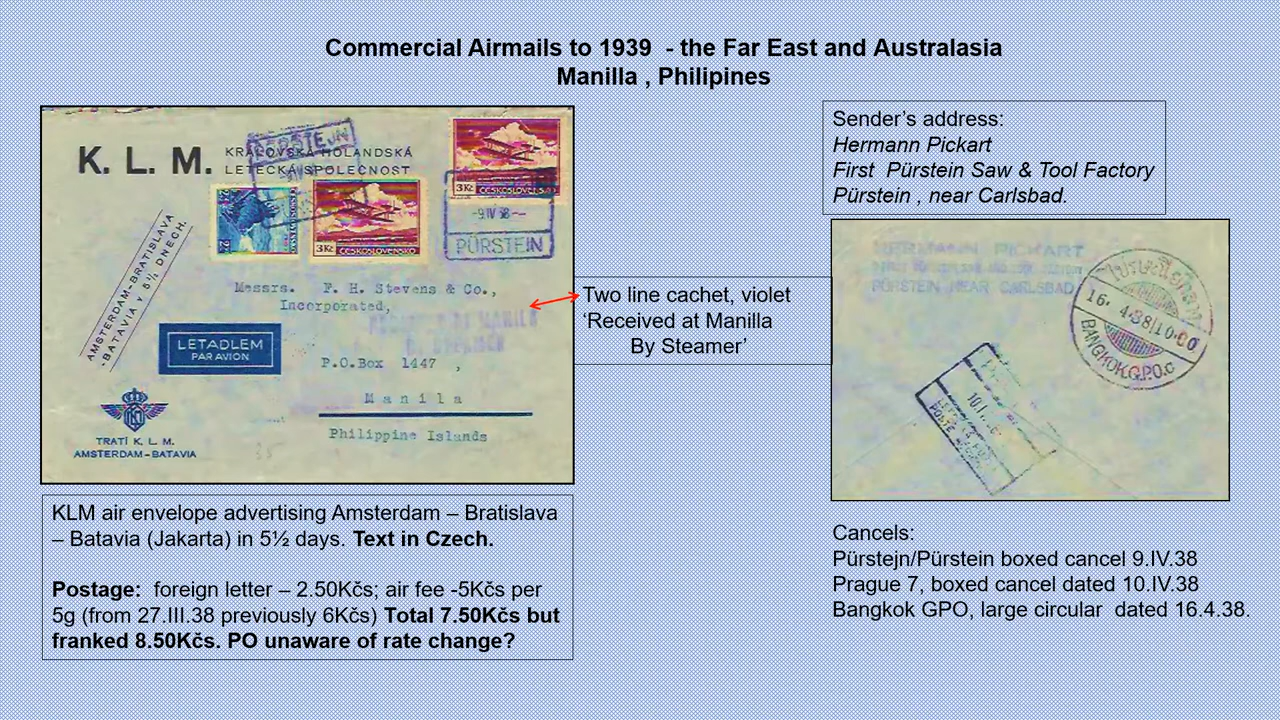 Commercial Airmails to 1939 - the Far East and Australasia
Manilla , Philipines
K. L. M.
KRÁLOVSKÁ HOLANDSKÁ
LETECKÁ SPOLEČNOST
3Kč
ČESKOSLOVENSKO
3Kč
ČESKOSLOVENSKO
-9.IV 38--
PÜRSTEIN
AMSTERDAM-BRATISLAVA
-BATAVIA V 5½ DNECH.
Messrs. F. H. Stevens & Co.,
Incorporated,
LETADLEM
PAR AVION
P.O.Box 1447 ,
Manila
Philippine Islands
TRATÍ K. L. M.
AMSTERDAM-BATAVIA
Two line cachet, violet
‘Received at Manilla
By Steamer’
Sender’s address:
Hermann Pickart
First Pürstein Saw & Tool Factory
Pürstein , near Carlsbad.
HERMANN PICKART
PÜRSTEIN NEAR CARLSBAD
16. 4.38 10.00
BANGKOK.G.P.O.
KLM air envelope advertising Amsterdam – Bratislava
– Batavia (Jakarta) in 5½ days. Text in Czech.
Postage: foreign letter – 2.50Kčs; air fee -5Kčs per
5g (from 27.III.38 previously 6Kčs) Total 7.50Kčs but
franked 8.50Kčs. PO unaware of rate change?
Cancels:
Pürstejn/Pürstein boxed cancel 9.IV.38
Prague 7, boxed cancel dated 10.IV.38
Bangkok GPO, large circular dated 16.4.38.